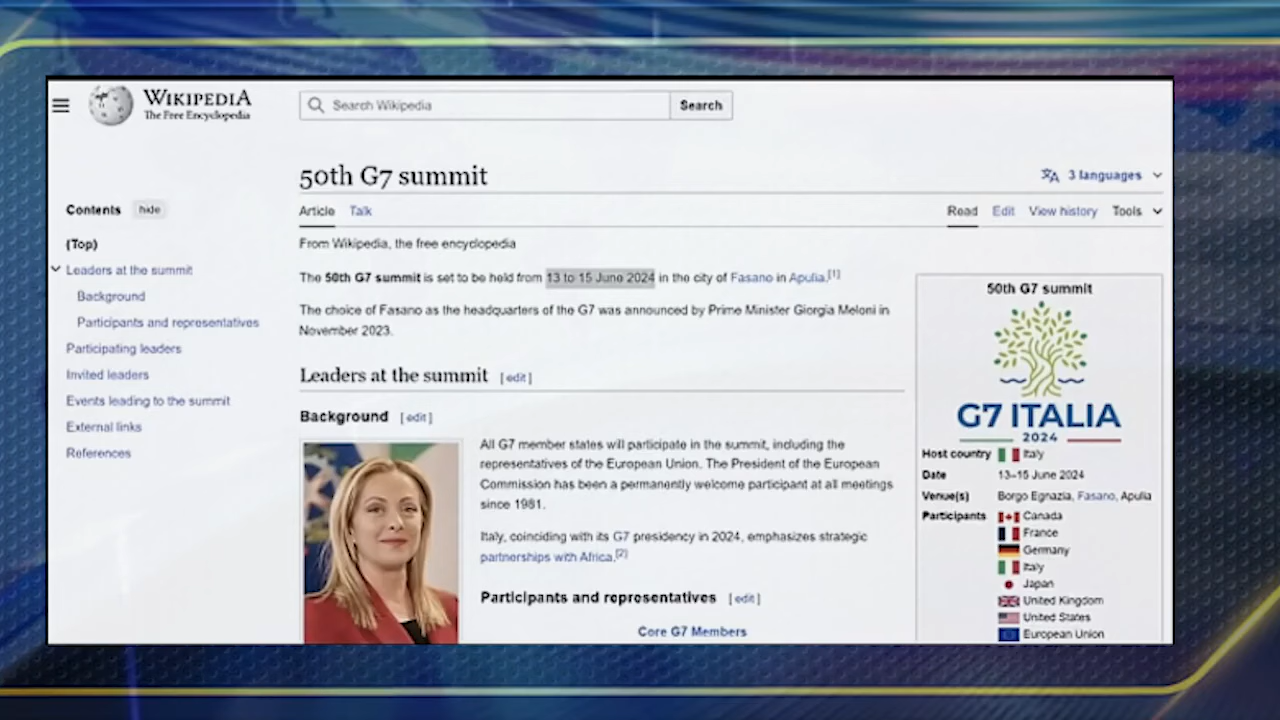 WIKIPEDIA
The Free Encyclopedia
Search Wikipedia
Search
50th G7 summit
3 languages
Contents hide
Article Talk
Read Edit View history Tools
(Top)
Leaders at the summit
Background
Participants and representatives
Participating leaders
Invited leaders
Events leading to the summit
External links
References
From Wikipedia, the free encyclopedia
The 50th G7 summit is set to be held from 13 to 15 June 2024 in the city of Fasano in Apulia.[1]
The choice of Fasano as the headquarters of the G7 was announced by Prime Minister Giorgia Meloni in
November 2023.
Leaders at the summit [edit]
Background [edit]
All G7 member states will participate in the summit, including the
representatives of the European Union. The President of the European
Commission has been a permanently welcome participant at all meetings
since 1981.
Italy, coinciding with its G7 presidency in 2024, emphasizes strategic
partnerships with Africa.[2]
Participants and representatives [edit]
Core G7 Members
50th G7 summit
G7 ITALIA
2024
Host country Italy
Date 13–15 June 2024
Venue(s) Borgo Egnazia, Fasano, Apulia
Participants Canada
France
Germany
Italy
Japan
United Kingdom
United States
European Union